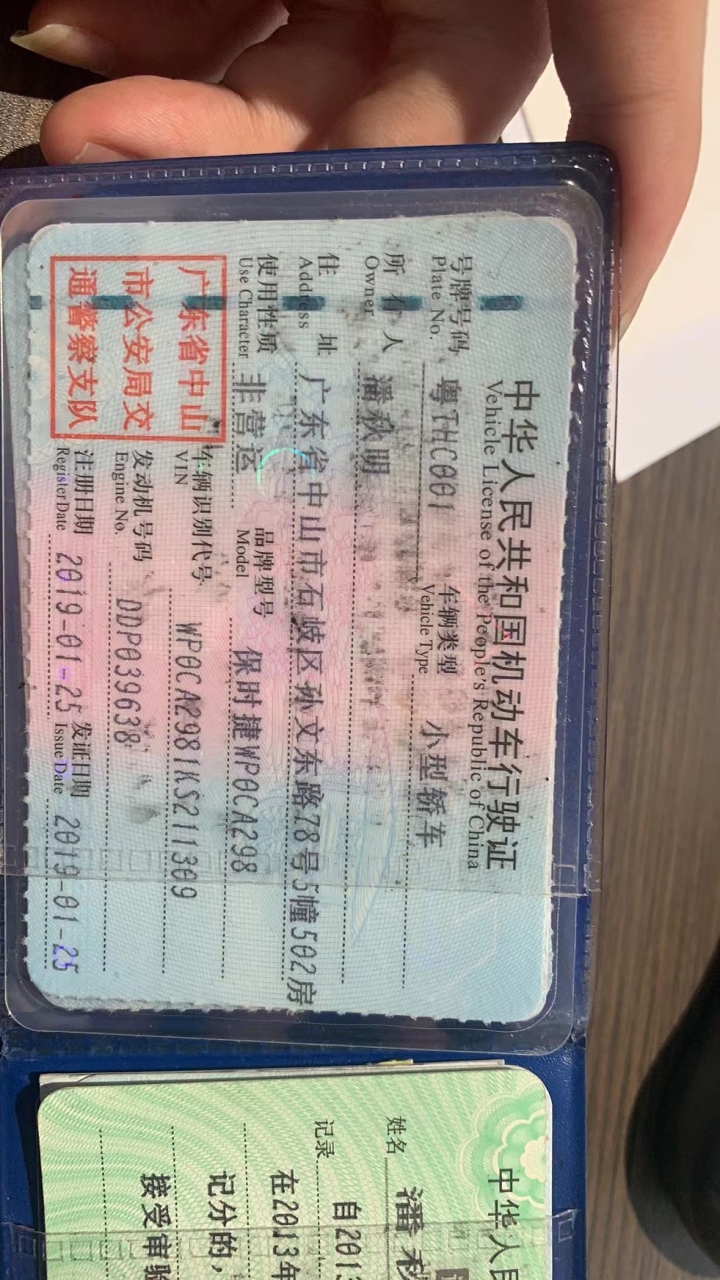 中华人民共和国机动车行驶证
Vehicle License of the People's Republic of China
号牌号码 粤THC001 车辆类型 小型轿车
Plate No. Vehicle Type
所有人 潘秋明
Owner
住址 广东省中山市石岐区孙文东路78号5幢502房
Address
使用性质 非营运 品牌型号 保时捷WP0CA298
Use Character Model
广东省中山
市公安局交
通警察支队
车辆识别代号 WP0CA2981KS211309
VIN
发动机号码 DDP039638
Engine No.
注册日期 2019-01-25 发证日期 2019-01-25
Register Date Issue Date
中华人民
姓名 潘秋
记录 自201
在2013年
记分的,
接受审验